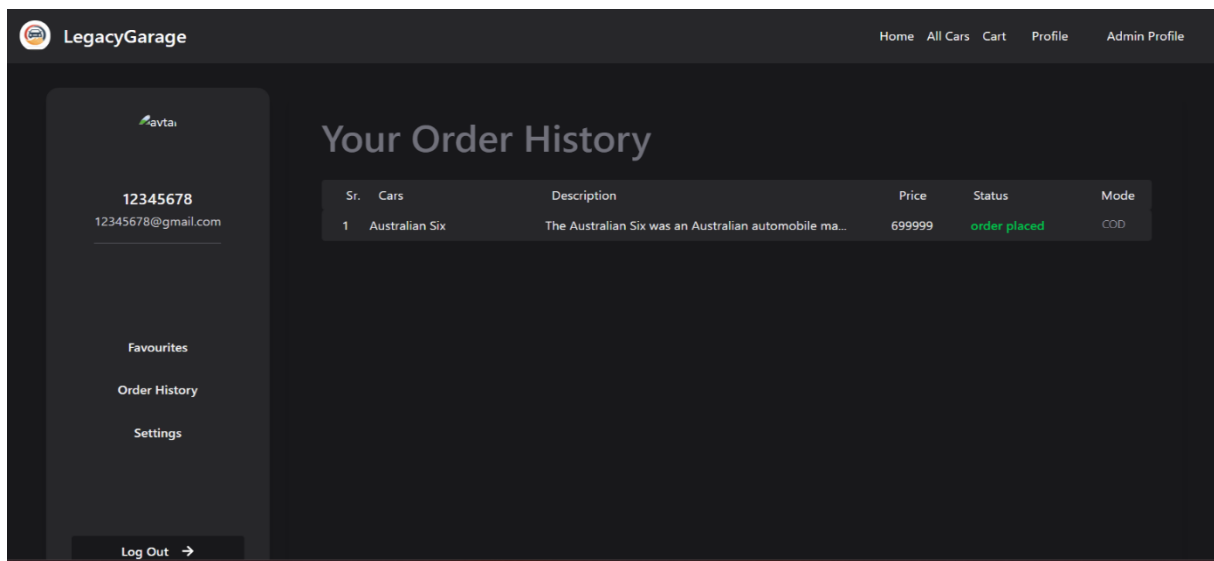 LegacyGarage Home All Cars Cart Profile Admin Profile
avtar
12345678
12345678@gmail.com
Favourites
Order History
Settings
Log Out
Your Order History
Sr. Cars Description Price Status Mode
1 Australian Six The Australian Six was an Australian automobile ma... 699999 order placed COD